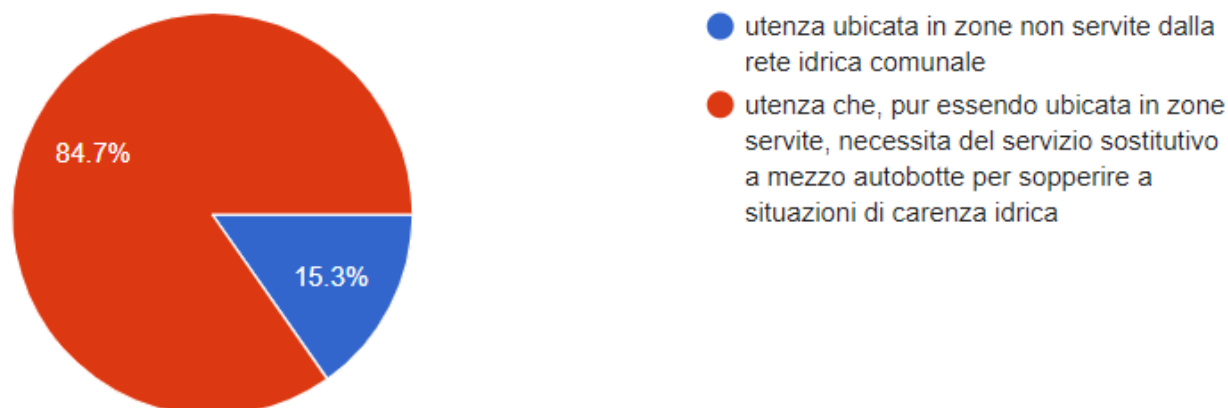 84.7%
15.3%
utenza ubicata in zone non servite dalla
rete idrica comunale
utenza che, pur essendo ubicata in zone
servite, necessita del servizio sostitutivo
a mezzo autobotte per sopperire a
situazioni di carenza idrica